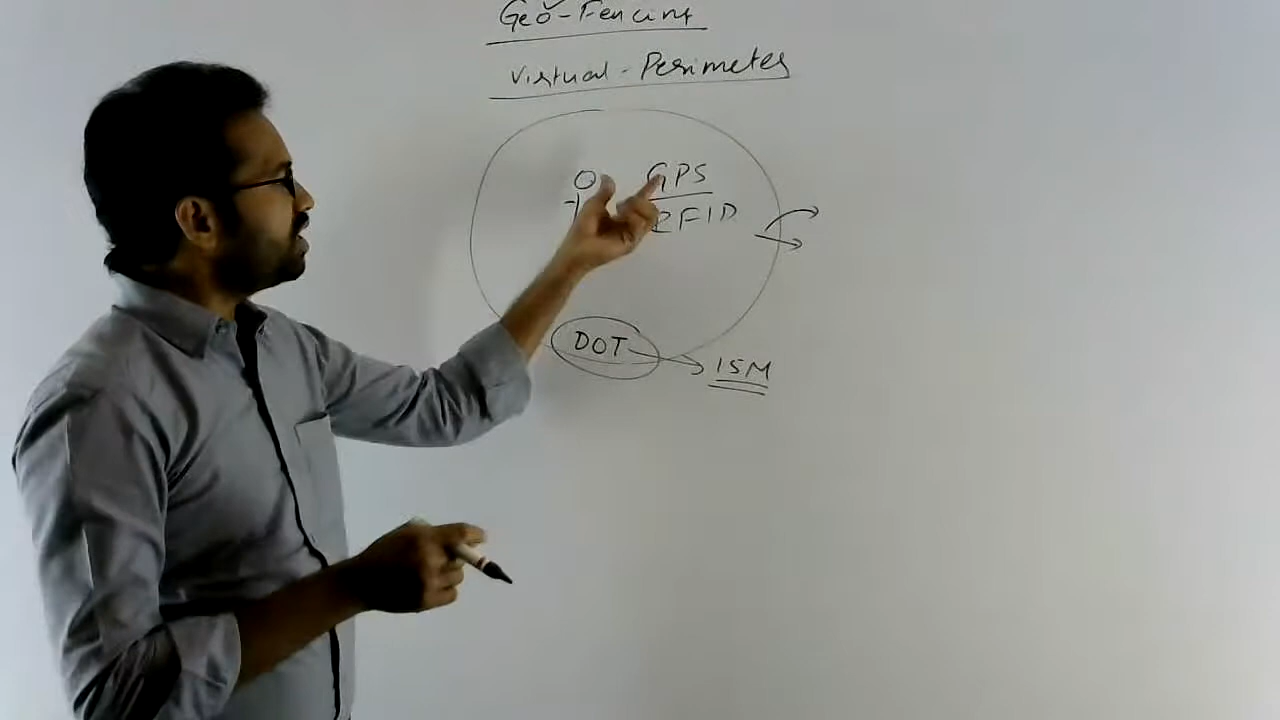 Geo-Fencing
Virtual-Perimeter
GPS
RFID
DOT
ISM